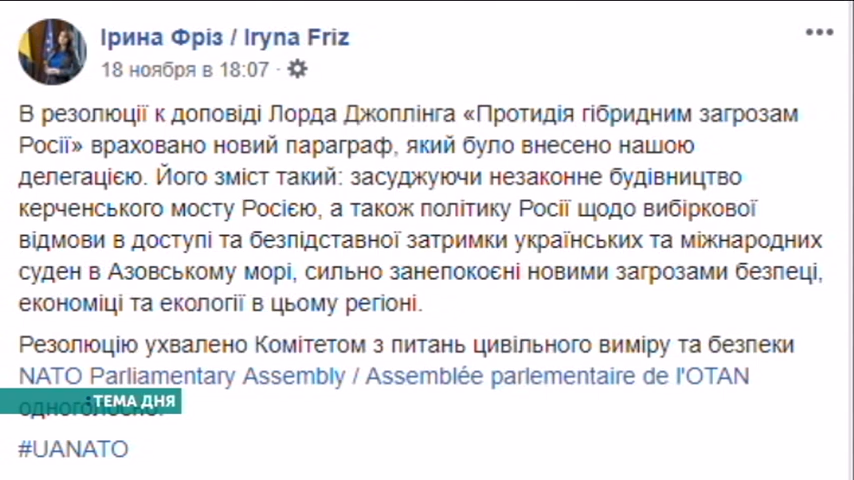 Ірина Фріз / Iryna Friz
18 ноября в 18:07 ·
В резолюції к доповіді Лорда Джоплінга «Протидія гібридним загрозам
Росії» враховано новий параграф, який було внесено нашою
делегацією. Його зміст такий: засуджуючи незаконне будівництво
керченського мосту Росією, а також політику Росії щодо вибіркової
відмови в доступі та безпідставної затримки українських та міжнародних
суден в Азовському морі, сильно занепокоєні новими загрозами безпеці,
економіці та екології в цьому регіоні.
Резолюцію ухвалено Комітетом з питань цивільного виміру та безпеки
NATO Parliamentary Assembly / Assemblée parlementaire de l'OTAN
ТЕМА ДНЯ
#UANATO